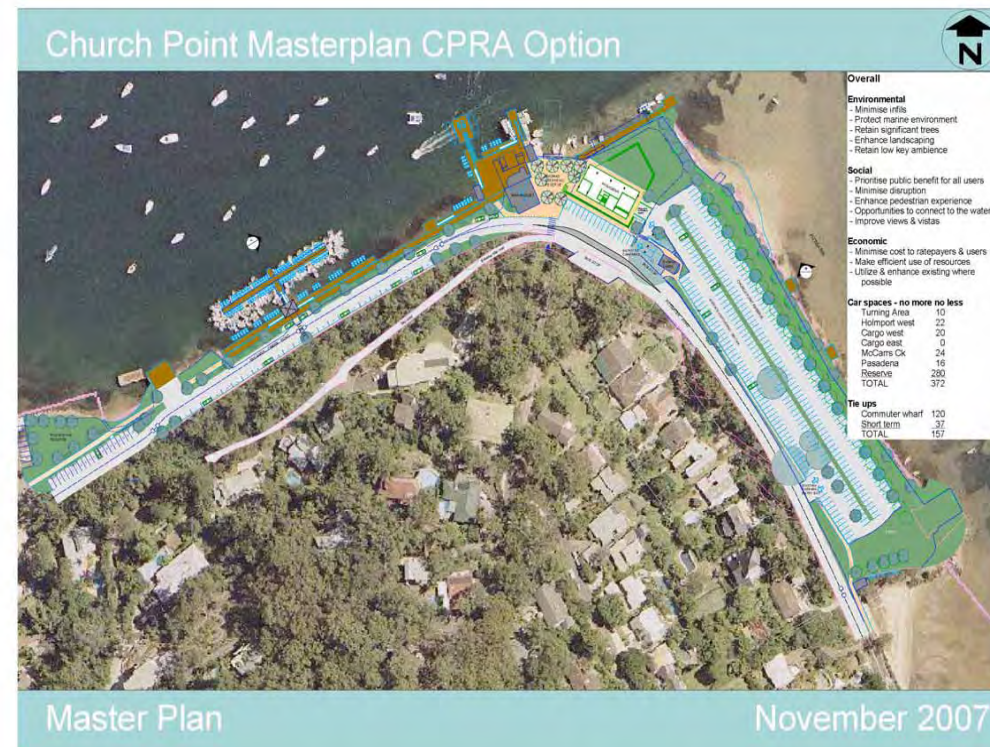 Church Point Masterplan CPRA Option
N
Overall
Environmental
- Minimise infils
- Protect marine environment
- Retain significant trees
- Enhance landscaping
- Retain low key ambience
Social
- Prioritise public benefit for all users
- Minimise disruption
- Enhance pedestrian experience
- Opportunities to connect to the water
- Improve views & vistas
Economic
- Minimise cost to ratepayers & users
- Make efficient use of resources
- Utilize & enhance existing where
possible
Car spaces - no more no less
Turning Area 10
Holmport west 22
Cargo west 20
Cargo east 0
McCarrs Ck 24
Pasadena 16
Reserve 280
TOTAL 372
Tie ups
Commuter wharf 120
Short term 37
TOTAL 157
Master Plan
November 2007